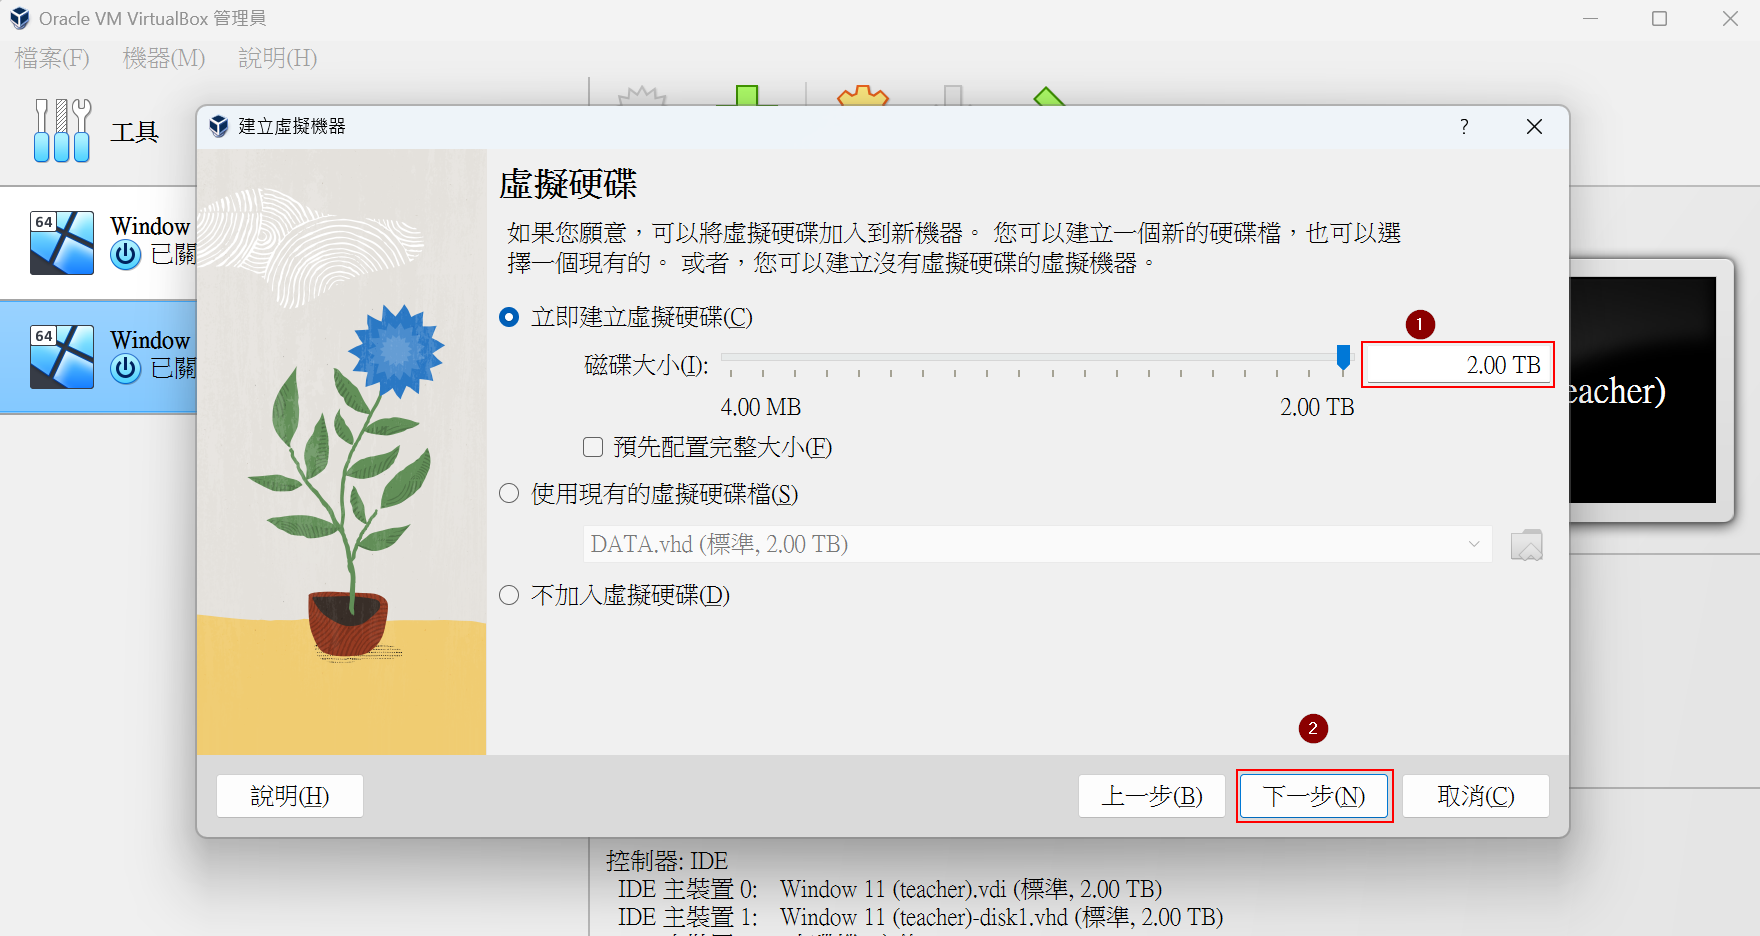 Oracle VM VirtualBox 管理員
檔案(F) 機器(M) 說明(H)
工具
64
Window
已關
64
Window
已關
建立虛擬機器
?
虛擬硬碟
如果您願意，可以將虛擬硬碟加入到新機器。 您可以建立一個新的硬碟檔，也可以選
擇一個現有的。 或者，您可以建立沒有虛擬硬碟的虛擬機器。
立即建立虛擬硬碟(C)
1
磁碟大小(I):
2.00 TB
4.00 MB 2.00 TB
預先配置完整大小(F)
使用現有的虛擬硬碟檔(S)
DATA.vhd (標準, 2.00 TB)
不加入虛擬硬碟(D)
2
說明(H) 上一步(B) 下一步(N) 取消(C)
eacher)
控制器: IDE
IDE 主裝置 0: Window 11 (teacher).vdi (標準, 2.00 TB)
IDE 主裝置 1: Window 11 (teacher)-disk1.vhd (標準, 2.00 TB)